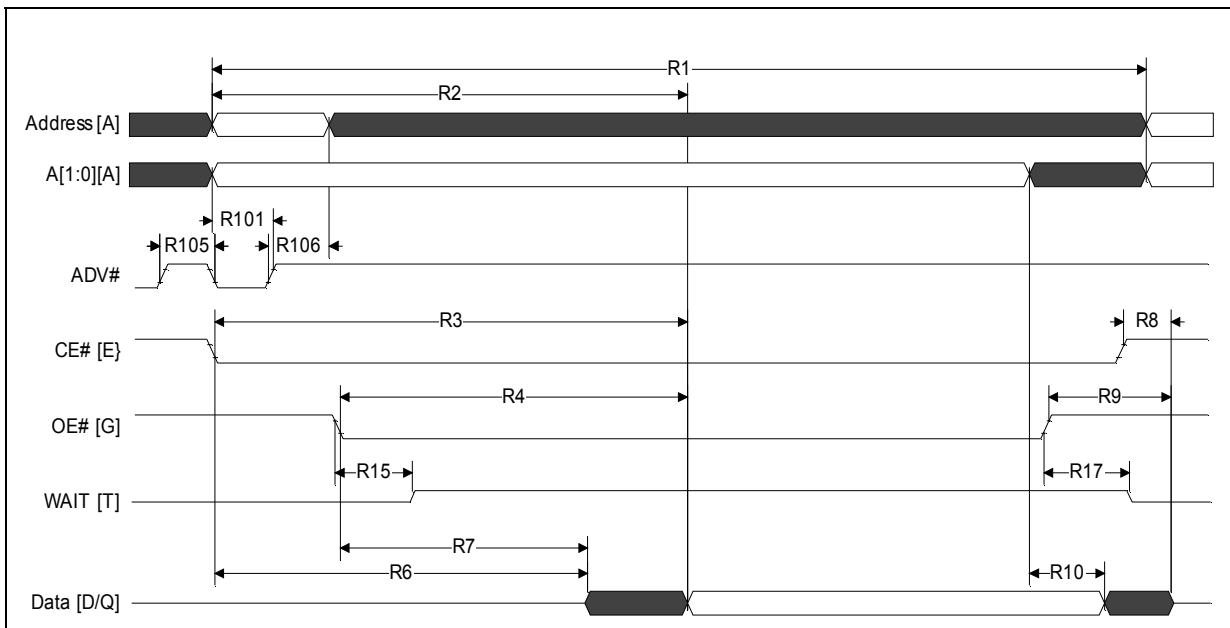 R1
R2
Address [A]
A[1:0][A]
R101
R105
R106
ADV#
R3
R8
CE# [E}
R4
R9
OE# [G]
R15
R17
WAIT [T]
R7
R6
R10
Data [D/Q]